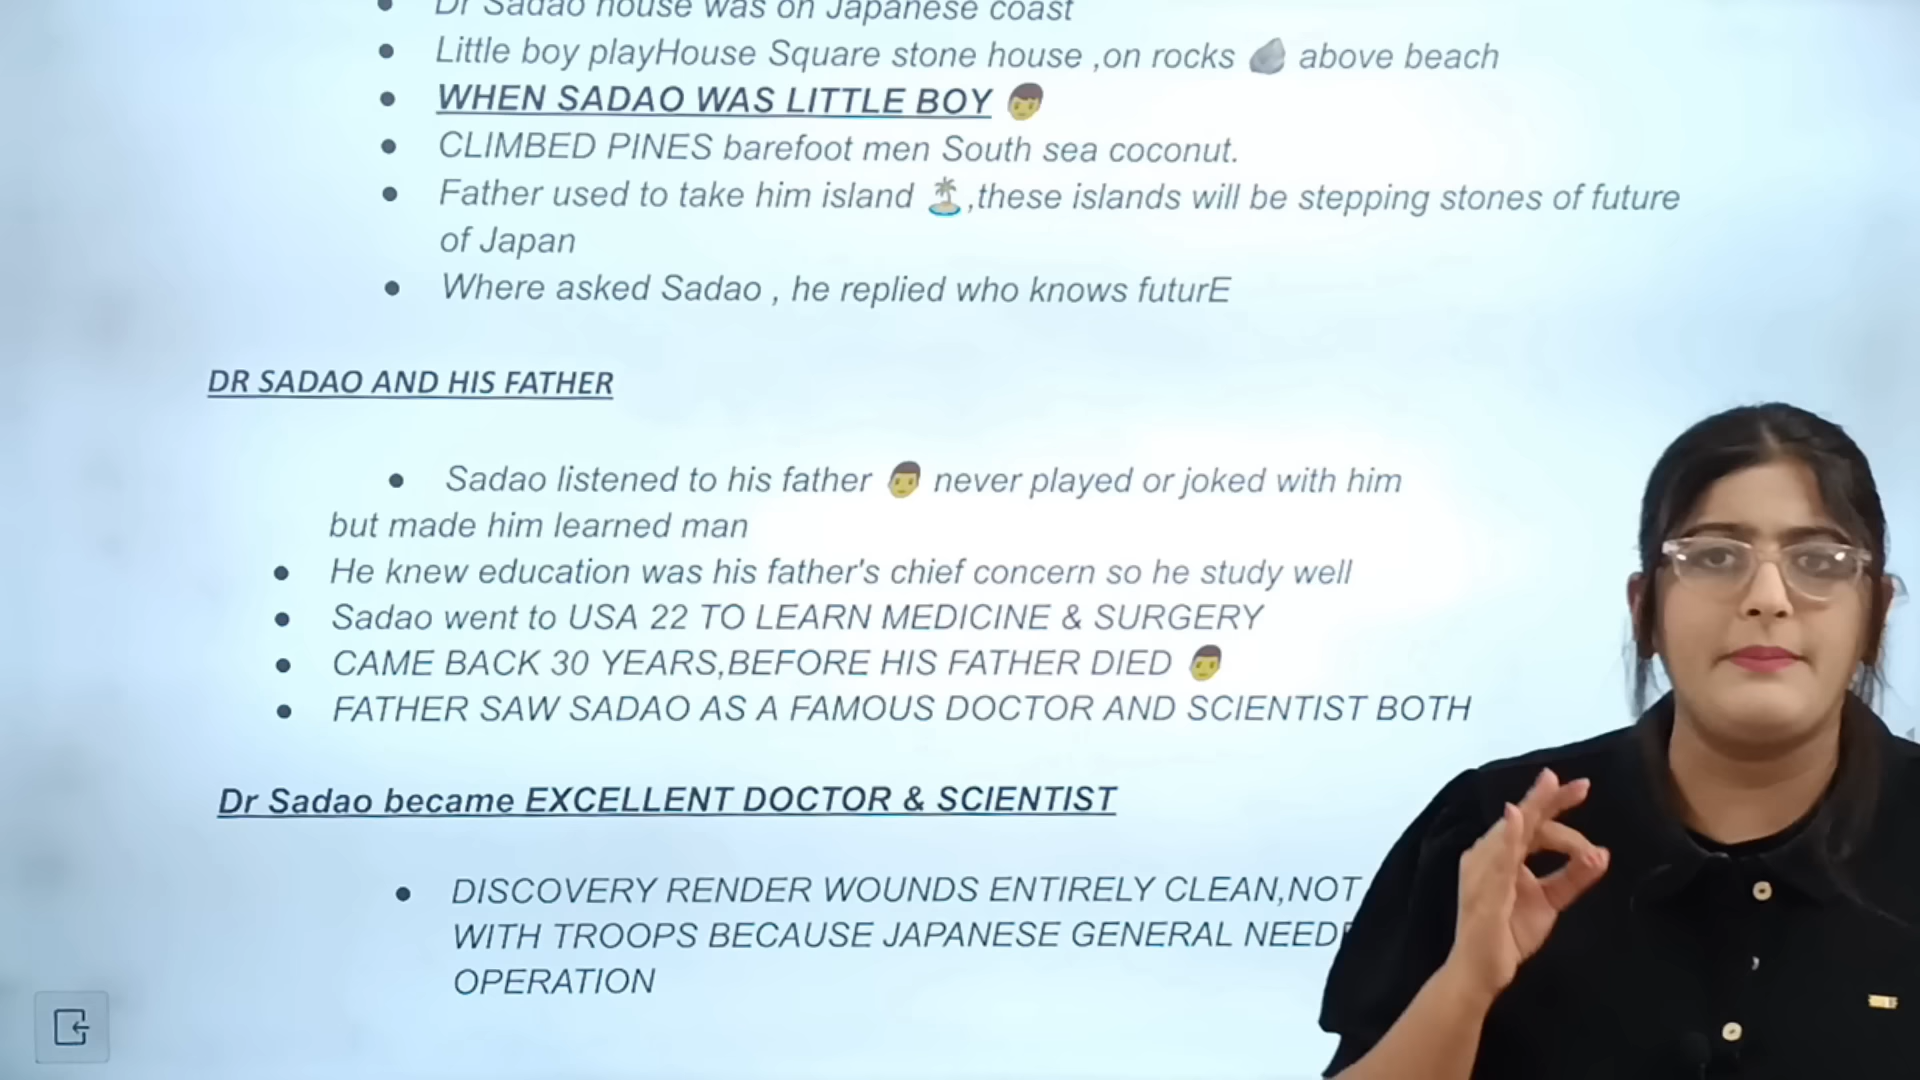 Dr Sadao house was on Japanese coast
Little boy playHouse Square stone house ,on rocks above beach
WHEN SADAO WAS LITTLE BOY
CLIMBED PINES barefoot men South sea coconut.
Father used to take him island ,these islands will be stepping stones of future
of Japan
Where asked Sadao , he replied who knows futurE
DR SADAO AND HIS FATHER
Sadao listened to his father never played or joked with him
but made him learned man
He knew education was his father's chief concern so he study well
Sadao went to USA 22 TO LEARN MEDICINE & SURGERY
CAME BACK 30 YEARS,BEFORE HIS FATHER DIED
FATHER SAW SADAO AS A FAMOUS DOCTOR AND SCIENTIST BOTH
Dr Sadao became EXCELLENT DOCTOR & SCIENTIST
DISCOVERY RENDER WOUNDS ENTIRELY CLEAN,NOT
WITH TROOPS BECAUSE JAPANESE GENERAL
OPERATION